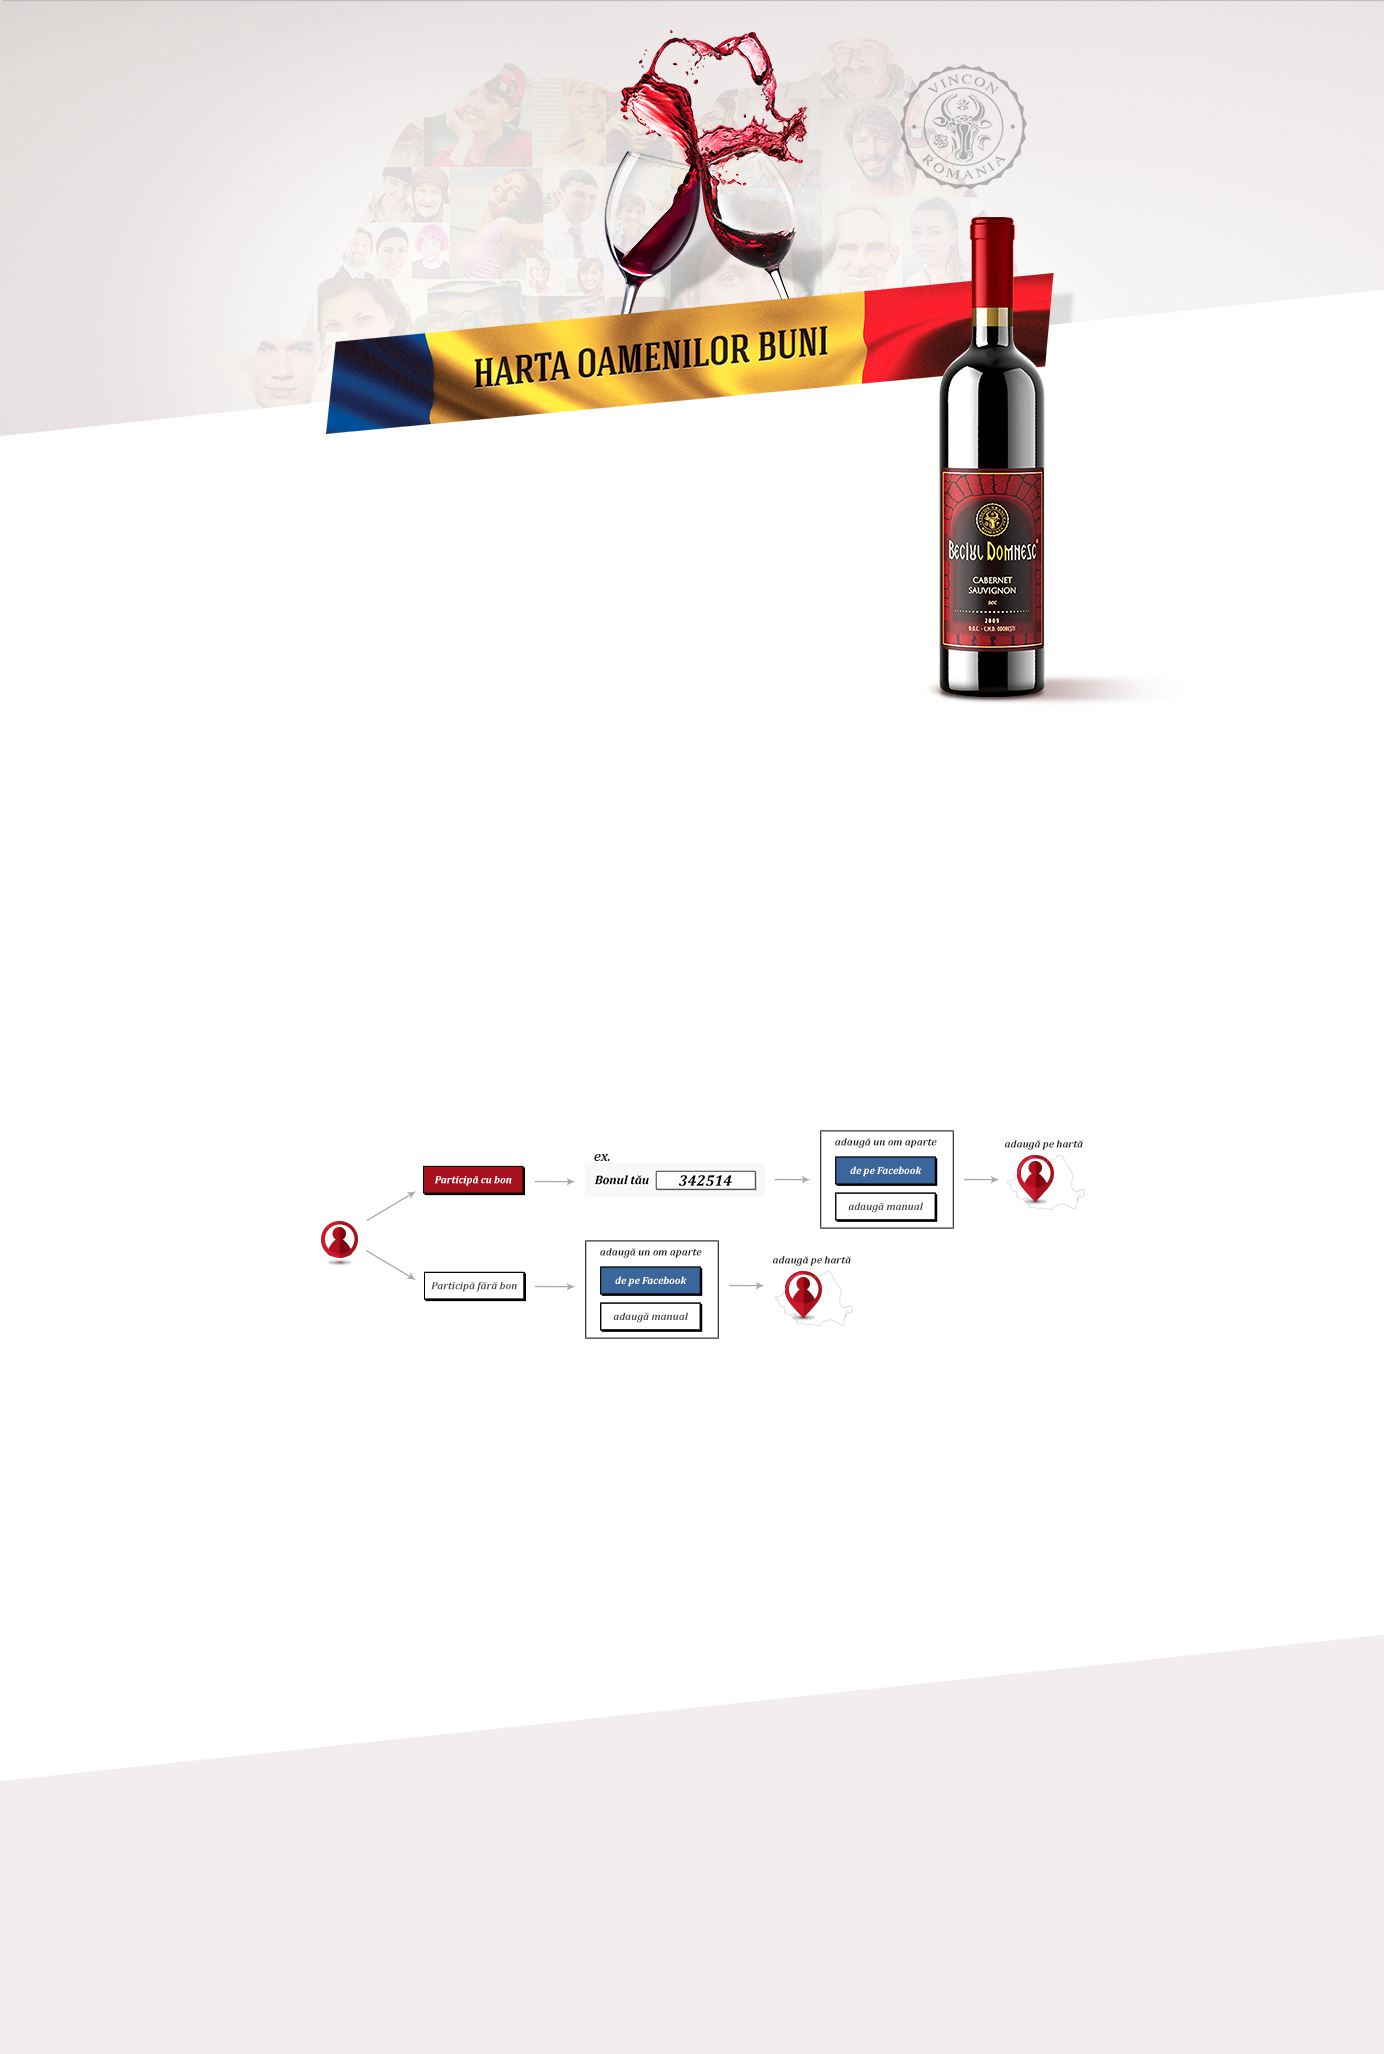 VINCON
ROMANIA
HARTA OAMENILOR BUNI
BECIUL DOMNESC
CABERNET
SAUVIGNON
sec
2009
D.O.C. - C.M.D. ODOBEȘTI
adaugă un om aparte
adaugă pe hartă
ex.
de pe Facebook
Participă cu bon
Bonul tău
342514
adaugă manual
adaugă un om aparte
adaugă pe hartă
de pe Facebook
Participă fără bon
adaugă manual